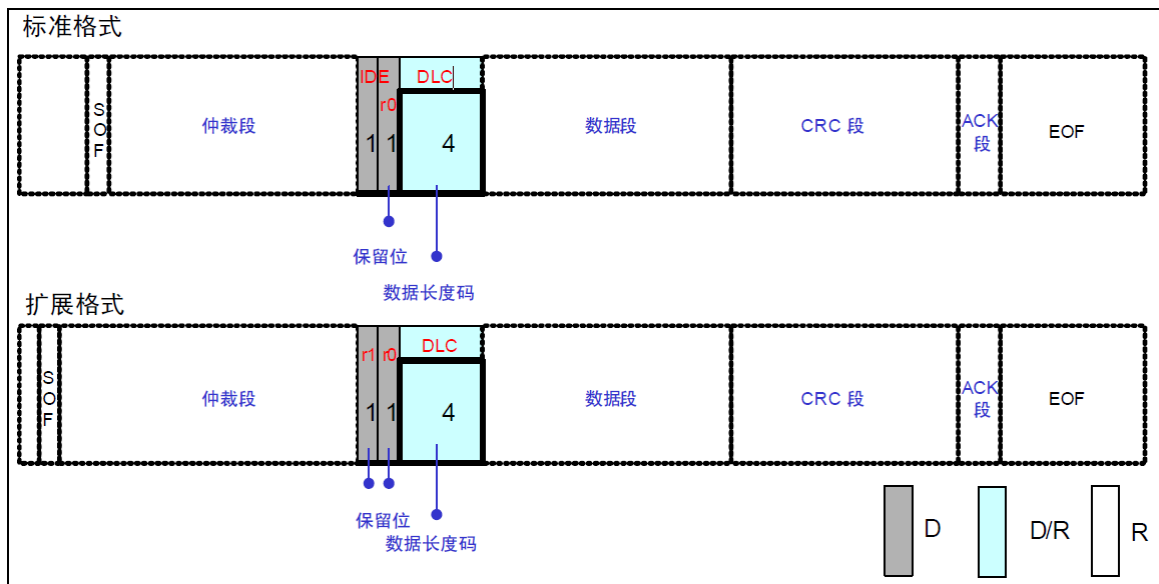 标准格式
IDE DLC
r0
SOF 仲裁段 1 1 4 数据段 CRC 段 ACK 段 EOF
保留位
数据长度码
扩展格式
r1 r0 DLC
SOF 仲裁段 1 1 4 数据段 CRC 段 ACK 段 EOF
保留位
数据长度码
D D/R R